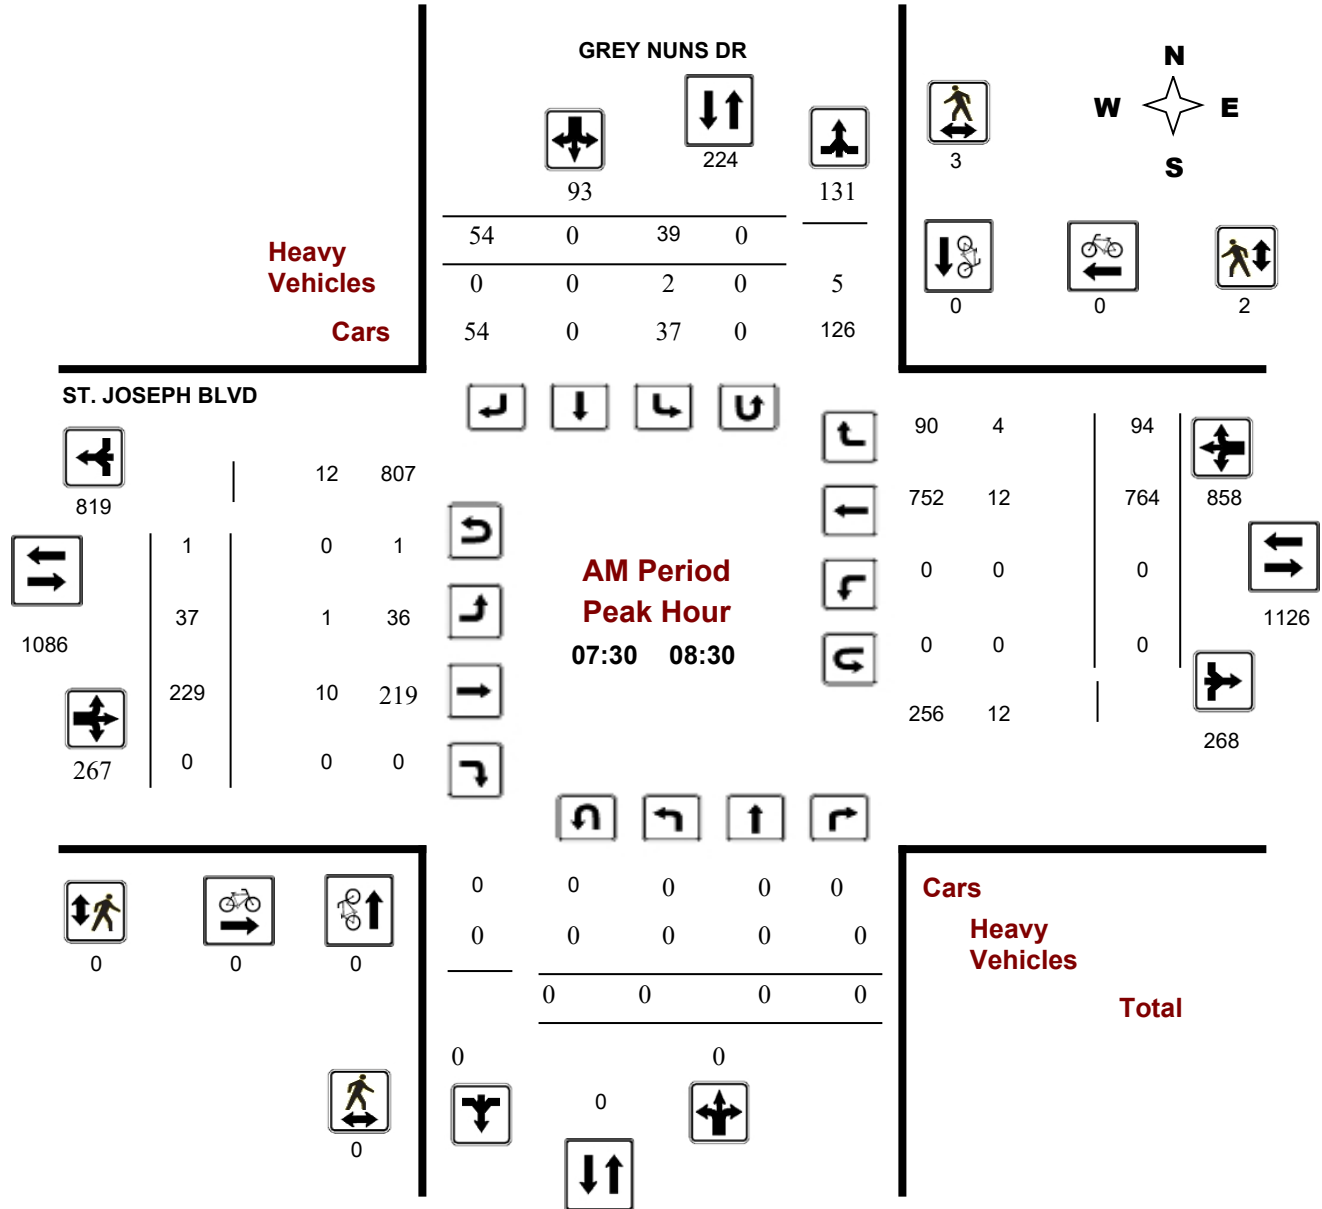 GREY NUNS DR
N
W E
S
224
3
93
131
54 0 39 0
Heavy
Vehicles
0 0 2 0 5
0 0 2
Cars
54 0 37 0 126
ST. JOSEPH BLVD
90 4 94
12 807
819
752 12 764 858
1 0 1
AM Period
0 0 0
Peak Hour
37 1 36
1126
1086
07:30 08:30
0 0 0
229 10 219
256 12
268
267 0 0 0
0 0 0 0 0
Cars
0 0 0 0 0
Heavy
Vehicles
0 0 0
0 0 0 0
Total
0 0
0
0